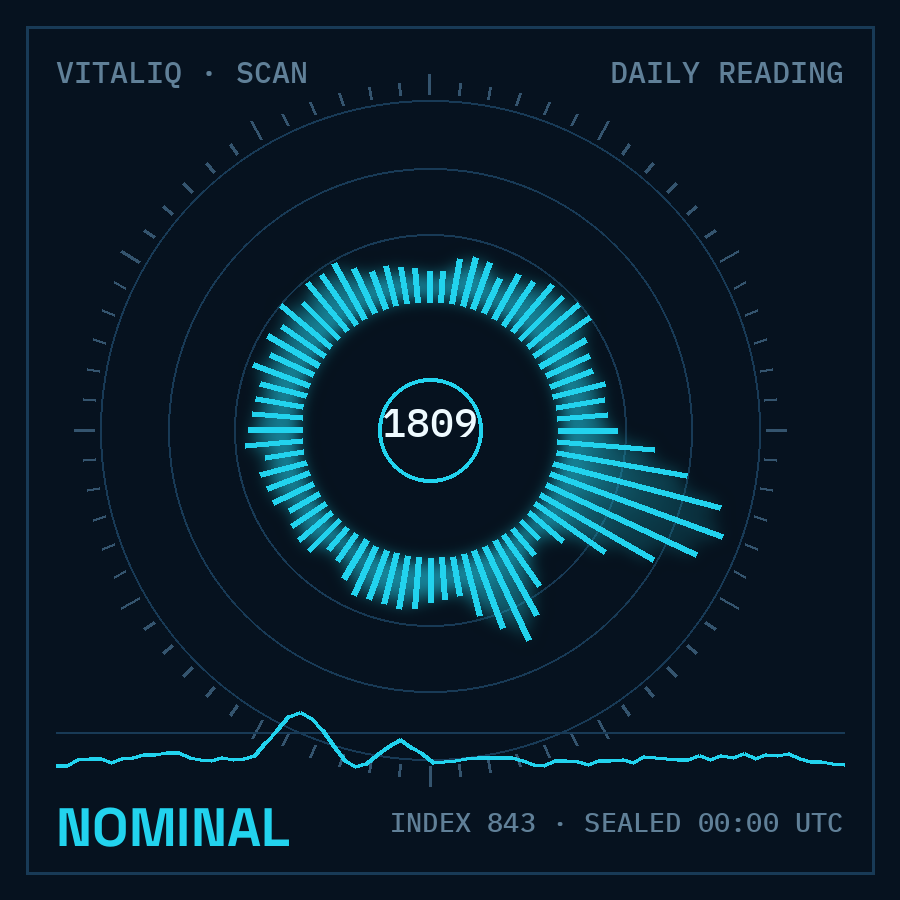 VITALIQ · SCAN
DAILY READING
1809
NOMINAL
INDEX 843 · SEALED 00:00 UTC